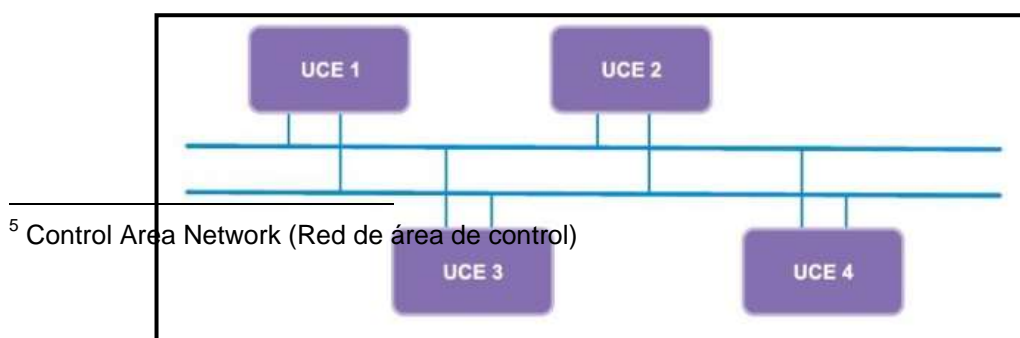 UCE 1
UCE 2
5 Control Area Network (Red de área de control)
UCE 3
UCE 4